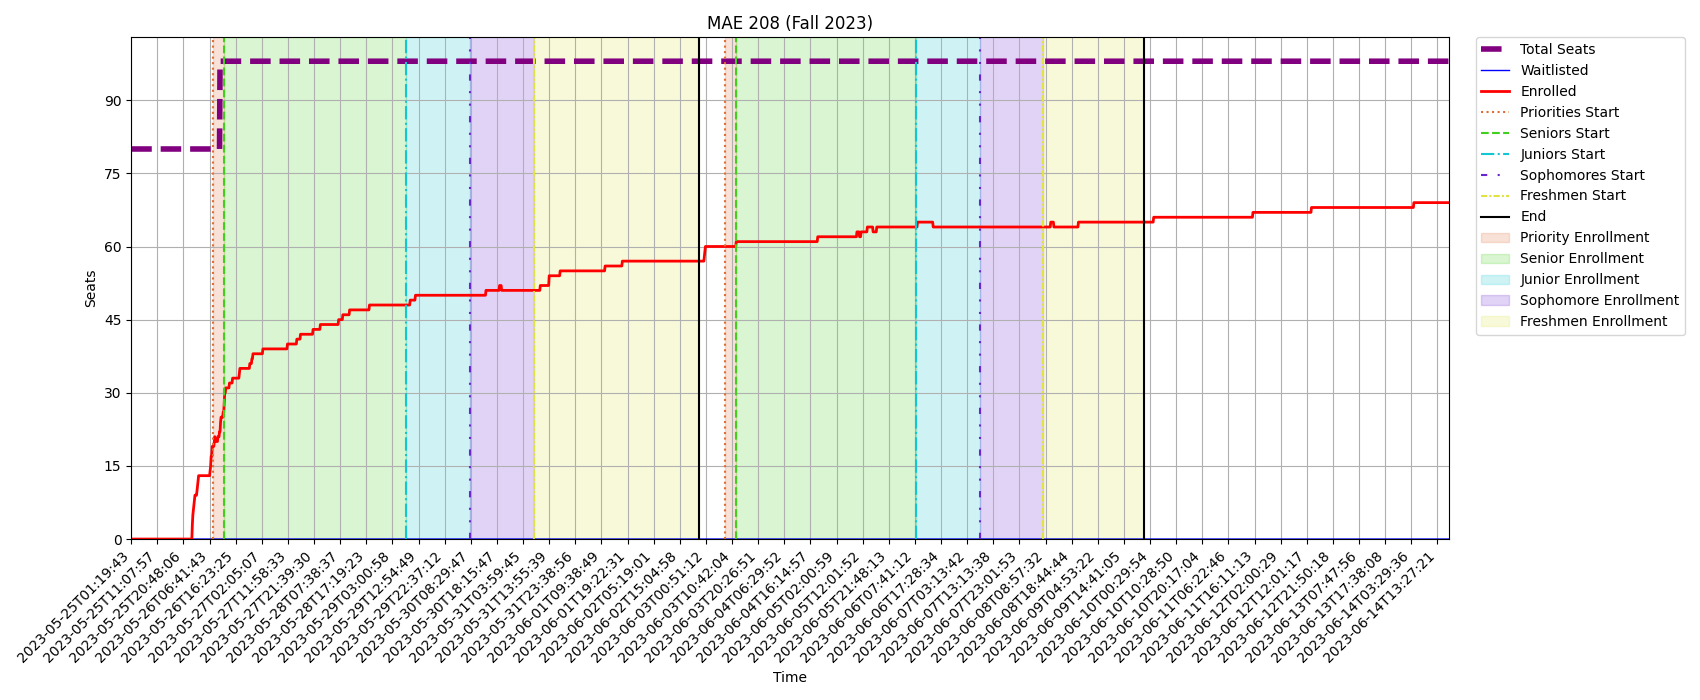 MAE 208 (Fall 2023)
Seats
90
75
60
45
30
15
0
2023-05-25T01:19:43
2023-05-25T11:07:57
2023-05-25T20:48:06
2023-05-26T06:41:43
2023-05-26T16:23:25
2023-05-27T02:05:07
2023-05-27T11:58:33
2023-05-27T21:39:30
2023-05-28T07:38:37
2023-05-28T17:19:23
2023-05-29T03:00:58
2023-05-29T12:54:49
2023-05-29T22:37:12
2023-05-30T08:29:47
2023-05-30T18:15:47
2023-05-31T03:59:45
2023-05-31T13:55:39
2023-05-31T23:38:56
2023-06-01T09:38:49
2023-06-01T19:22:31
2023-06-02T05:19:01
2023-06-02T15:04:58
2023-06-03T00:51:12
2023-06-03T10:42:04
2023-06-03T20:26:51
2023-06-04T06:29:52
2023-06-04T16:14:57
2023-06-05T02:00:59
2023-06-05T12:01:52
2023-06-05T21:48:13
2023-06-06T07:41:12
2023-06-06T17:28:34
2023-06-07T03:13:42
2023-06-07T13:13:38
2023-06-07T23:01:53
2023-06-08T08:57:32
2023-06-08T18:44:44
2023-06-09T04:53:22
2023-06-09T14:41:05
2023-06-10T00:29:54
2023-06-10T10:28:50
2023-06-10T20:17:04
2023-06-11T06:22:46
2023-06-11T16:11:13
2023-06-12T02:00:29
2023-06-12T12:01:17
2023-06-12T21:50:18
2023-06-13T07:47:56
2023-06-13T17:38:08
2023-06-14T03:29:36
2023-06-14T13:27:21
Time
Total Seats
Waitlisted
Enrolled
Priorities Start
Seniors Start
Juniors Start
Sophomores Start
Freshmen Start
End
Priority Enrollment
Senior Enrollment
Junior Enrollment
Sophomore Enrollment
Freshmen Enrollment